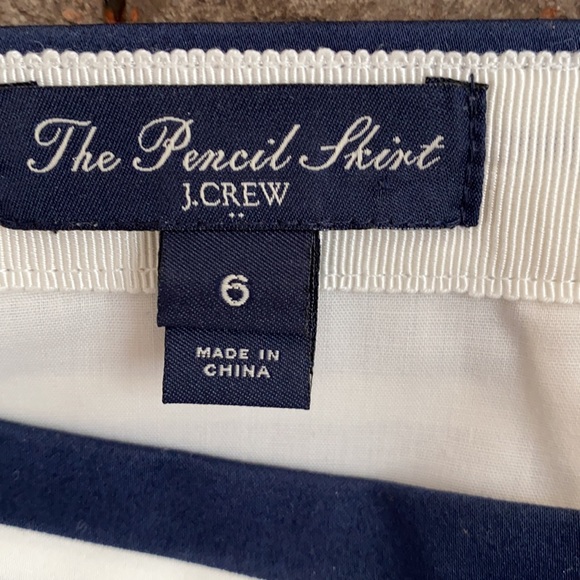 The Pencil Skirt
J.CREW
6
MADE IN
CHINA